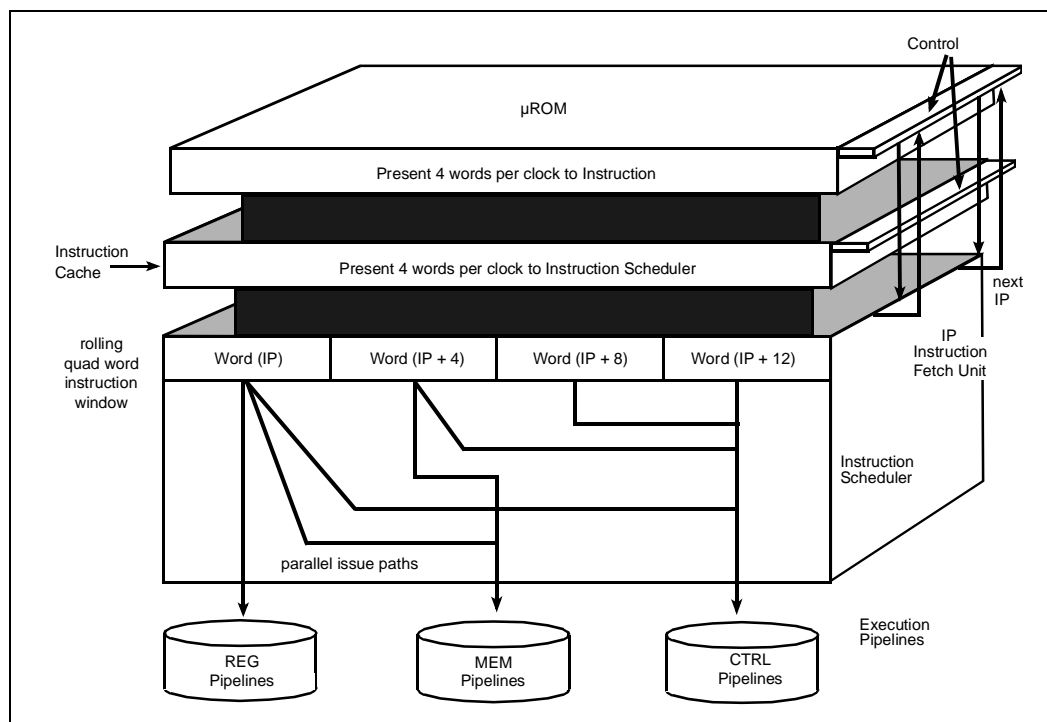 Control
µROM
Present 4 words per clock to Instruction
Instruction
Cache
Present 4 words per clock to Instruction Scheduler
next
IP
rolling
quad word
instruction
window
Word (IP)
Word (IP + 4)
Word (IP + 8)
Word (IP + 12)
IP
Instruction
Fetch Unit
Instruction
Scheduler
parallel issue paths
Execution
Pipelines
REG
Pipelines
MEM
Pipelines
CTRL
Pipelines